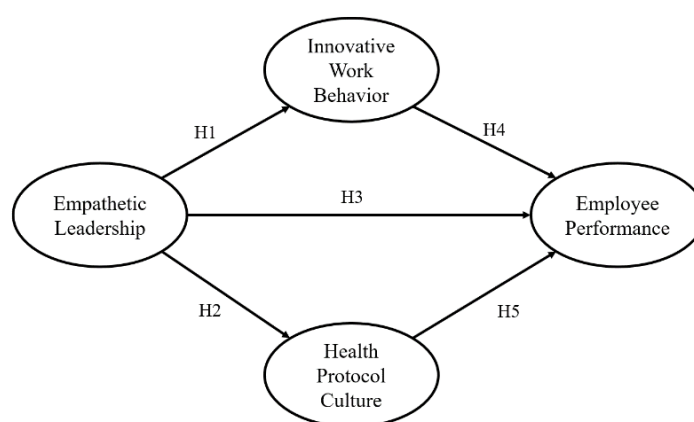 Innovative
Work
Behavior
H1
H4
Empathetic
Leadership
H3
Employee
Performance
H2
H5
Health
Protocol
Culture